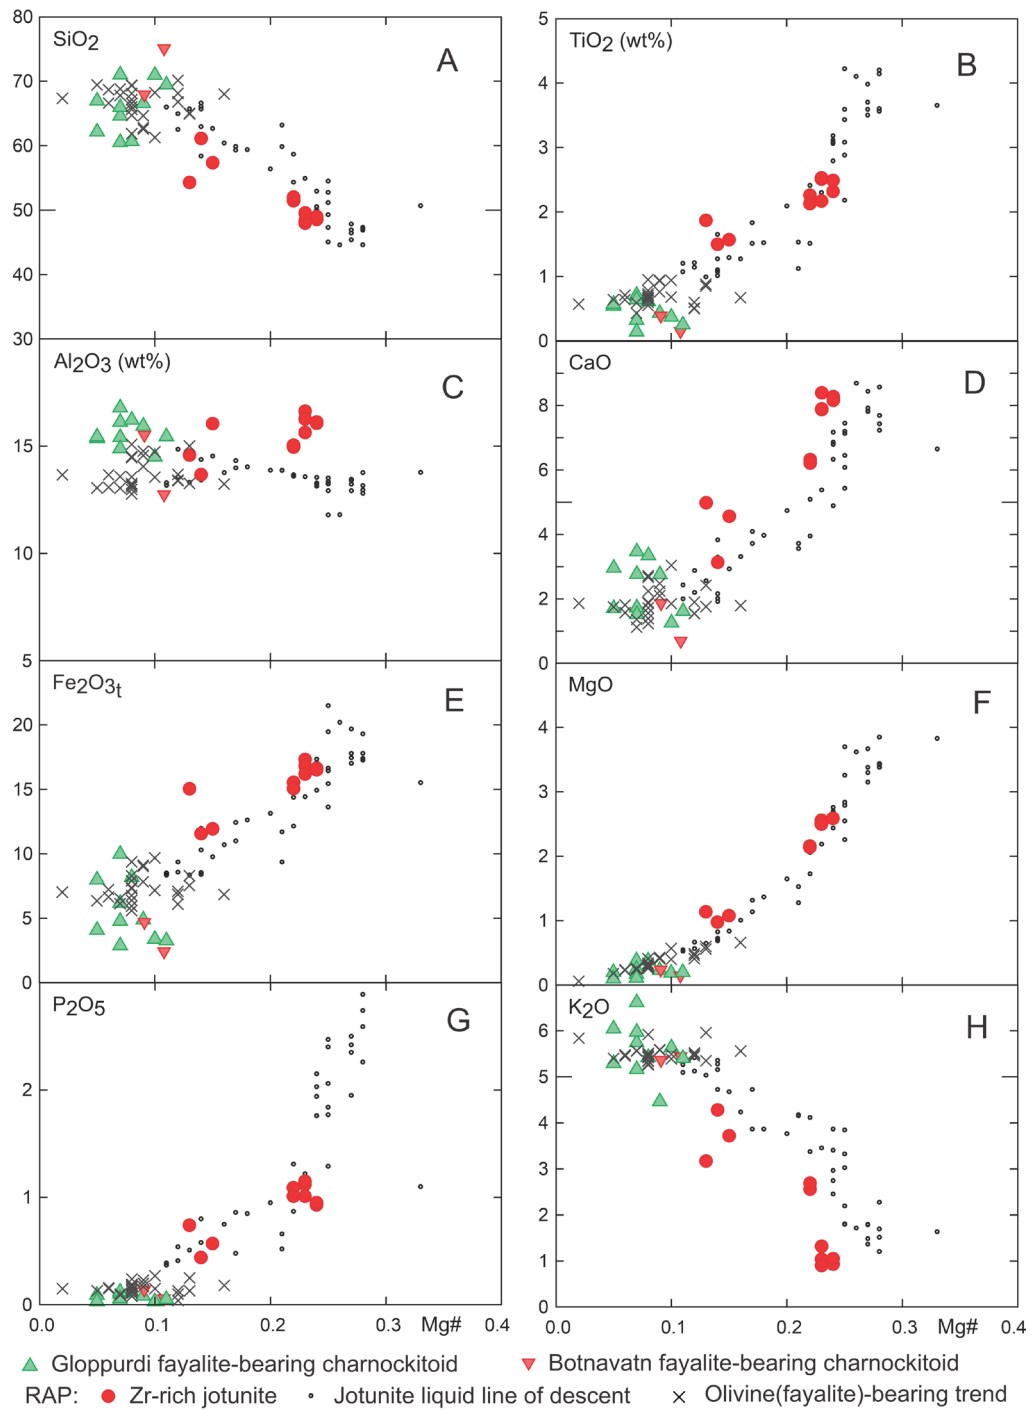 80
SiO2
A
70
60
50
40
30
5
TiO2 (wt%)
B
4
3
2
1
0
Al2O3 (wt%)
C
15
10
5
CaO
D
8
6
4
2
0
Fe2O3t
E
20
15
10
5
0
MgO
F
4
3
2
1
0
P2O5
G
2
1
0
0.0 0.1 0.2 0.3 Mg# 0.4
K2O
H
6
5
4
3
2
1
0
0.0 0.1 0.2 0.3 Mg# 0.4
Gloppurdi fayalite-bearing charnockitoid Botnavatn fayalite-bearing charnockitoid
RAP: Zr-rich jotunite Jotunite liquid line of descent Olivine(fayalite)-bearing trend